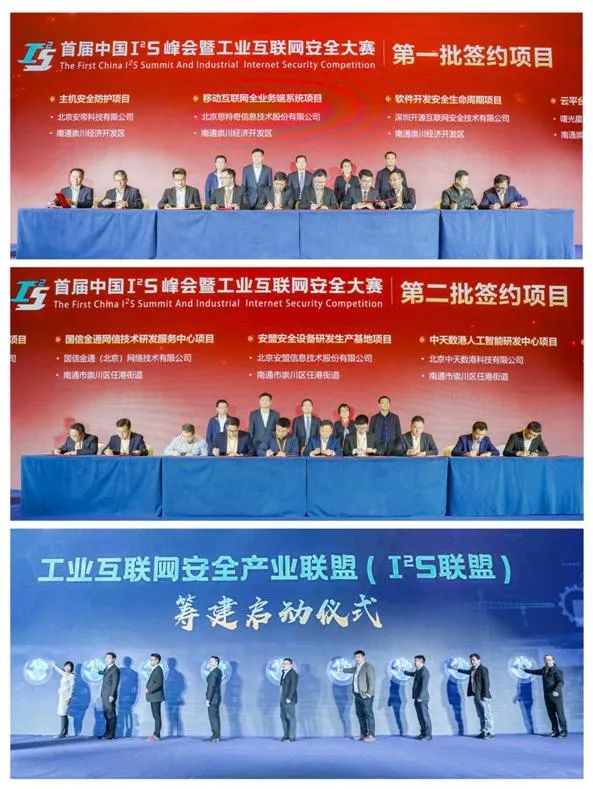 I²S 首届中国I²S峰会暨工业互联网安全大赛
The First China I²S Summit And Industrial Internet Security Competition
第一批签约项目
主机安全防护项目
北京安帝科技有限公司
南通崇川经济开发区
移动互联网全业务端系统项目
北京思特奇信息技术股份有限公司
南通崇川经济开发区
软件开发安全生命周期项目
深圳开源互联网安全技术有限公司
南通崇川经济开发区
云平台
曙光星
南通崇
I²S 首届中国I²S峰会暨工业互联网安全大赛
The First China I²S Summit And Industrial Internet Security Competition
第二批签约项目
国信金通网信技术研发服务中心项目
国信金通（北京）网络技术有限公司
南通市崇川区任港街道
安盟安全设备研发生产基地项目
北京安盟信息技术股份有限公司
南通市崇川区任港街道
中天数港人工智能研发中心项目
北京中天数港科技有限公司
南通市崇川区任港街道
工业互联网安全产业联盟（I²S联盟）
筹建启动仪式